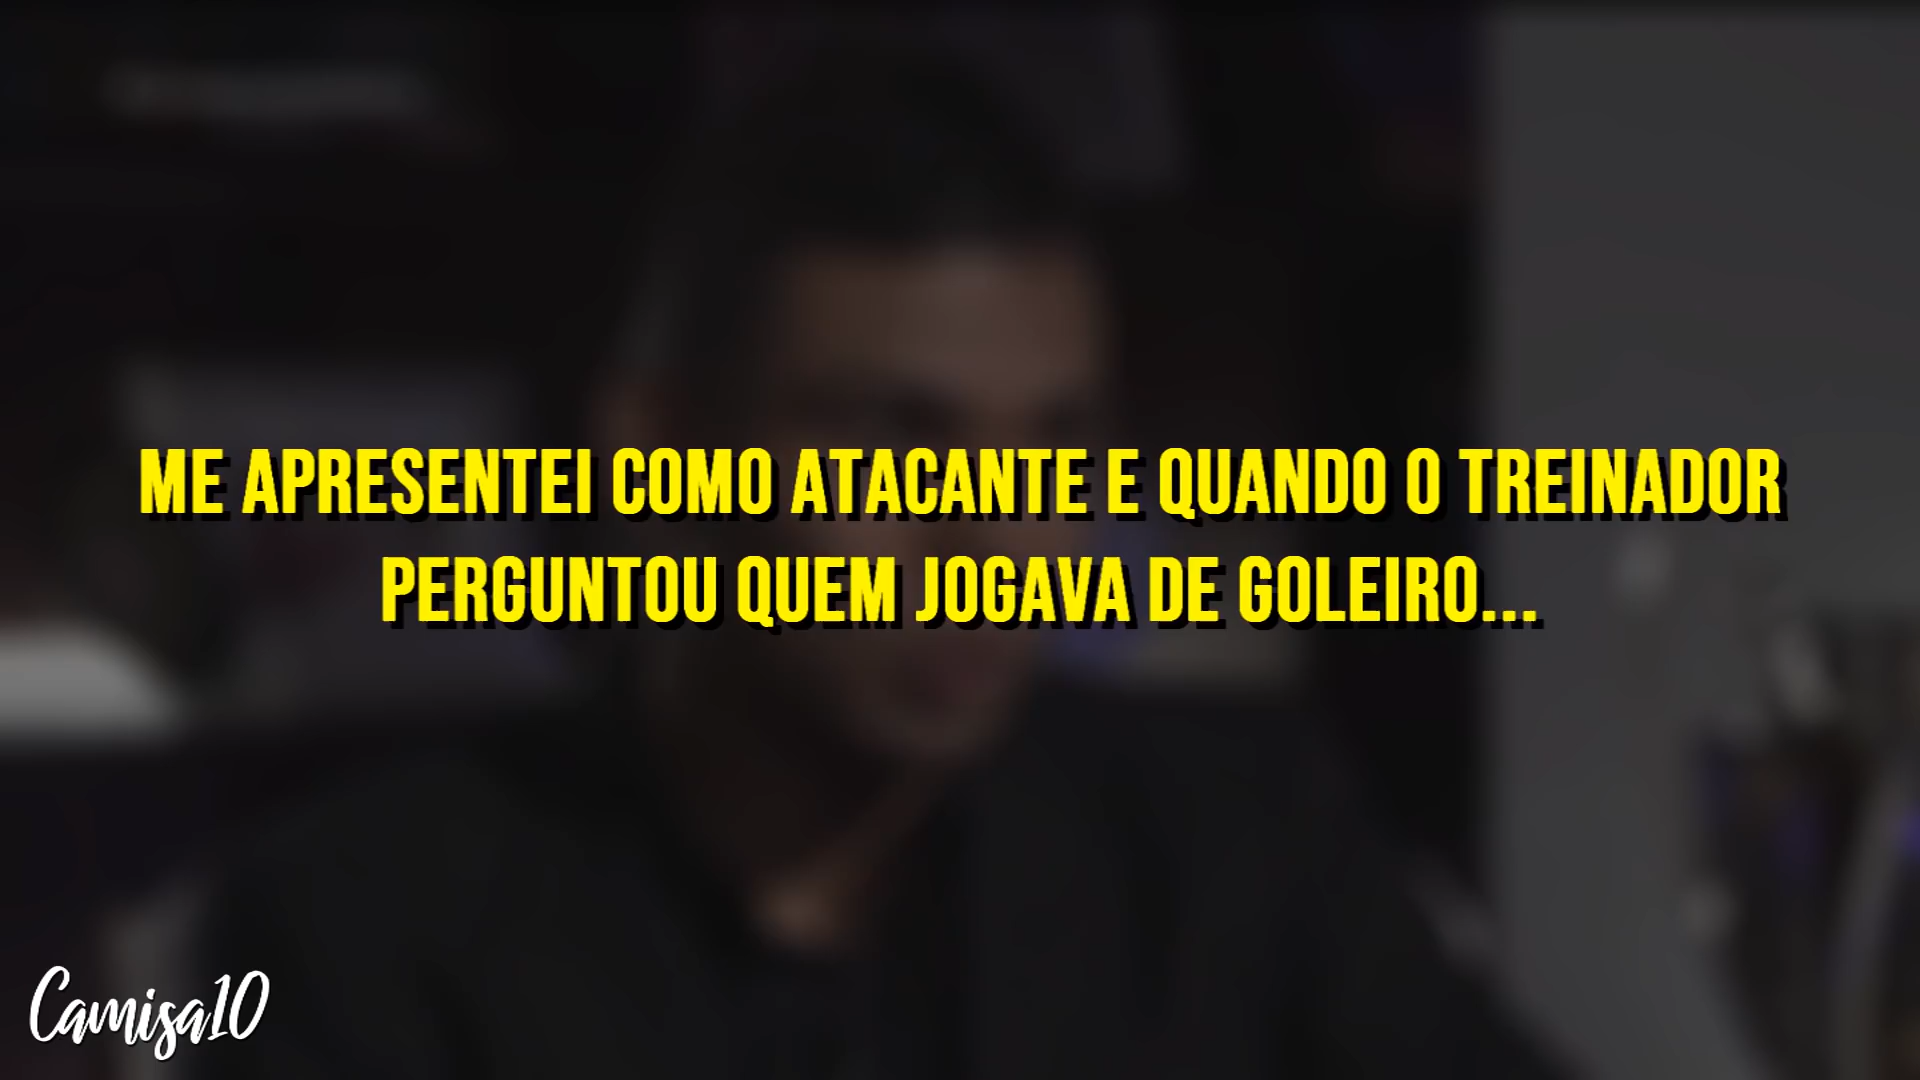 ME APRESENTEI COMO ATACANTE E QUANDO O TREINADOR
PERGUNTOU QUEM JOGAVA DE GOLEIRO...
Camisa10